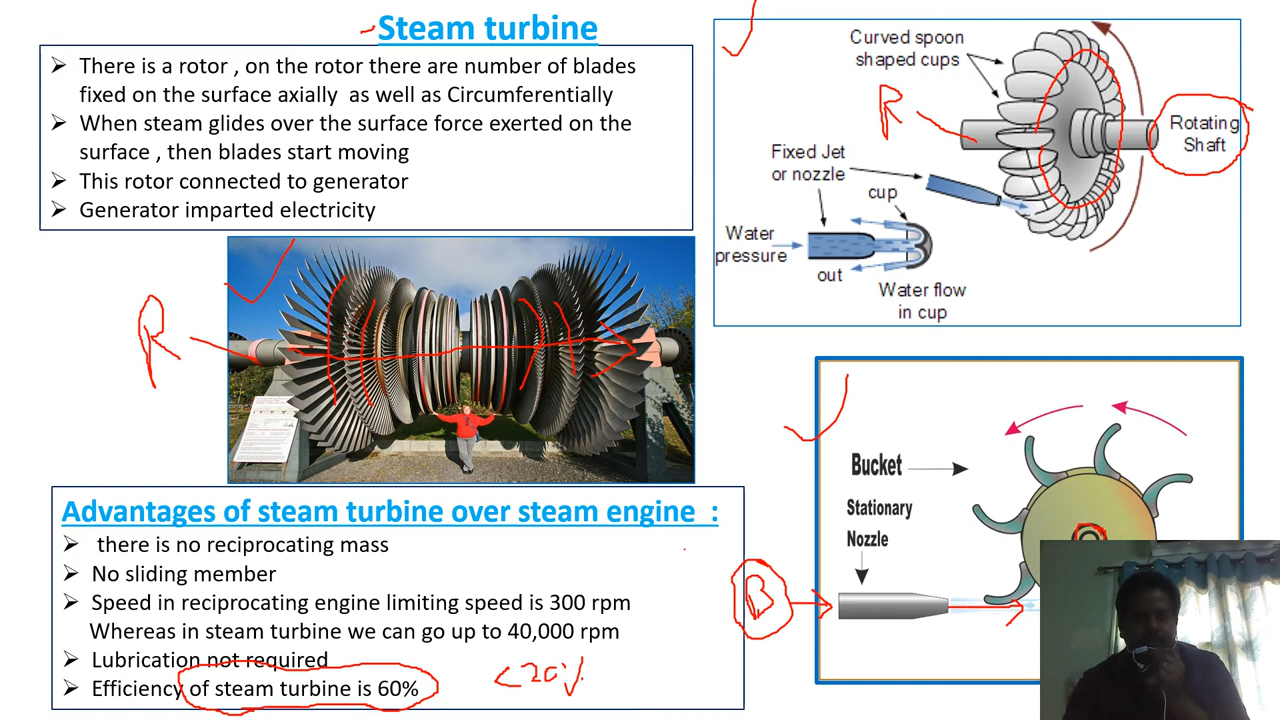 Steam turbine
➢ There is a rotor , on the rotor there are number of blades
fixed on the surface axially as well as Circumferentially
➢ When steam glides over the surface force exerted on the
surface , then blades start moving
➢ This rotor connected to generator
➢ Generator imparted electricity
Curved spoon
shaped cups
R
Rotating
Shaft
Fixed Jet
or nozzle
cup
Water
pressure
out
Water flow
in cup
R
Advantages of steam turbine over steam engine :
➢ there is no reciprocating mass
➢ No sliding member
➢ Speed in reciprocating engine limiting speed is 300 rpm
Whereas in steam turbine we can go up to 40,000 rpm
➢ Lubrication not required
➢ Efficiency of steam turbine is 60%
<20%
Bucket
Stationary
Nozzle
B